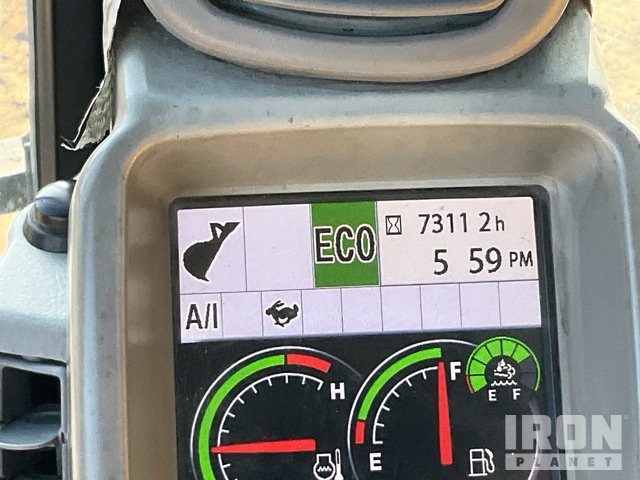 ECO 7311 2h
5 59 PM
A/I
H F
E F
E
IRON
PLANET